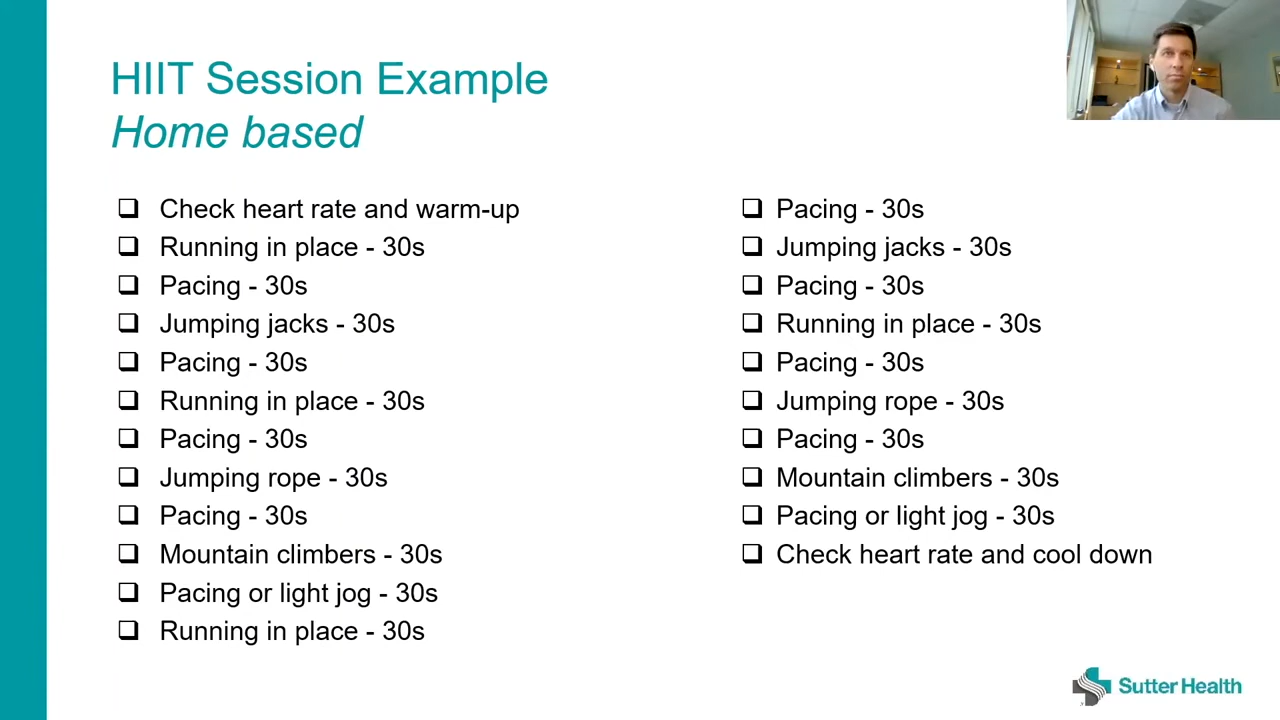 HIIT Session Example
Home based
Check heart rate and warm-up
Running in place - 30s
Pacing - 30s
Jumping jacks - 30s
Pacing - 30s
Running in place - 30s
Pacing - 30s
Jumping rope - 30s
Pacing - 30s
Mountain climbers - 30s
Pacing or light jog - 30s
Running in place - 30s
Pacing - 30s
Jumping jacks - 30s
Pacing - 30s
Running in place - 30s
Pacing - 30s
Jumping rope - 30s
Pacing - 30s
Mountain climbers - 30s
Pacing or light jog - 30s
Check heart rate and cool down
Sutter Health